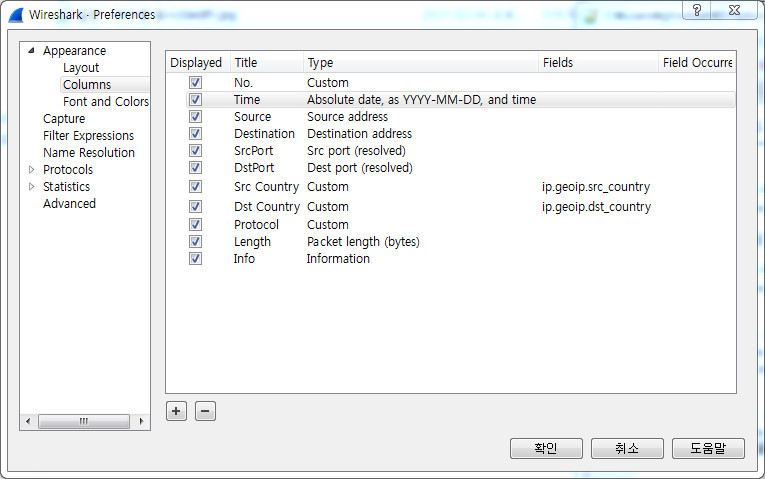 Wireshark - Preferences
Appearance
Layout
Columns
Font and Colors
Capture
Filter Expressions
Name Resolution
Protocols
Statistics
Advanced
Displayed Title Type Fields Field Occurre
No. Custom
Time Absolute date, as YYYY-MM-DD, and time
Source Source address
Destination Destination address
SrcPort Src port (resolved)
DstPort Dest port (resolved)
Src Country Custom ip.geoip.src_country
Dst Country Custom ip.geoip.dst_country
Protocol Custom
Length Packet length (bytes)
Info Information
확인 취소 도움말